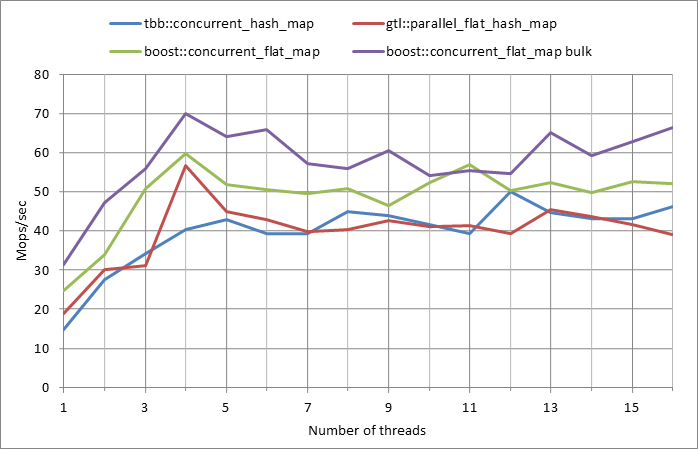 tbb::concurrent_hash_map gtl::parallel_flat_hash_map
boost::concurrent_flat_map boost::concurrent_flat_map bulk
80
70
60
50
40
30
20
10
0
Mops/sec
1 3 5 7 9 11 13 15
Number of threads